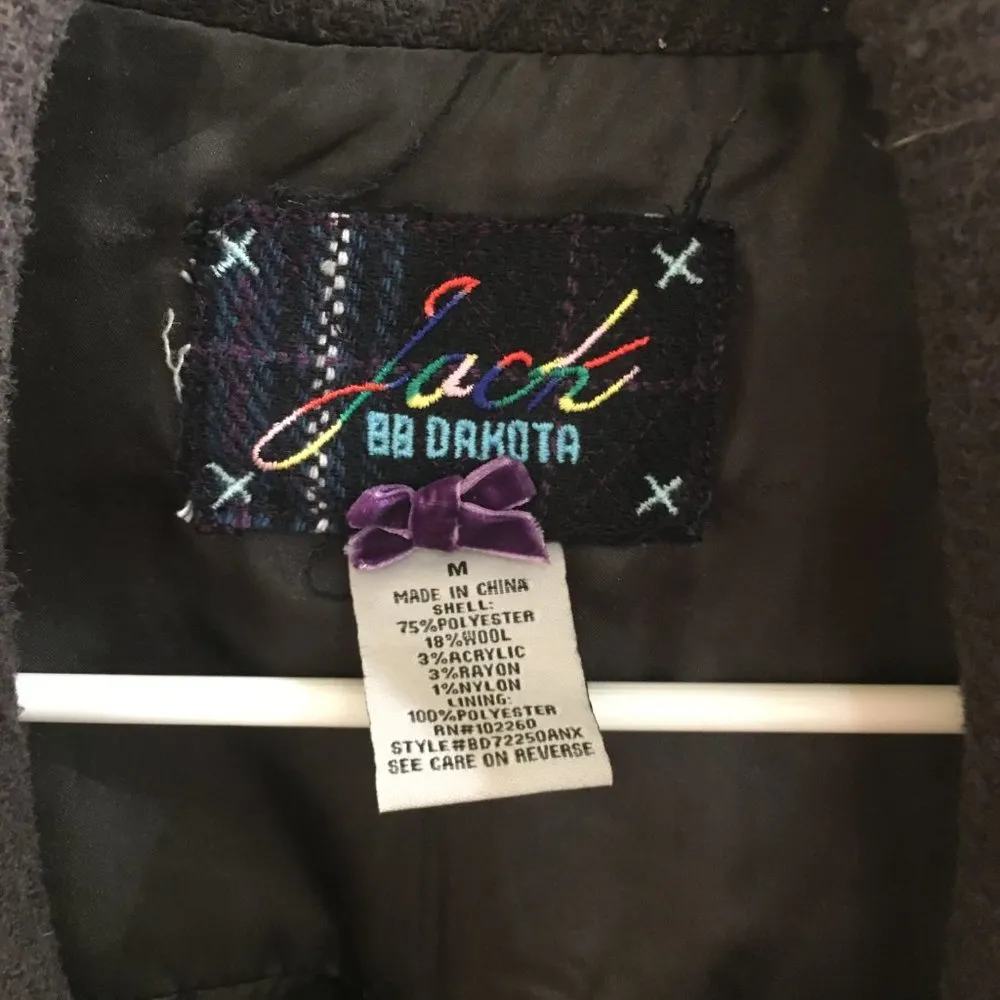 Jack
BB DAKOTA
M
MADE IN CHINA
SHELL:
75%POLYESTER
18%WOOL
3%ACRYLIC
3%RAYON
1%NYLON
LINING:
100%POLYESTER
RN#102260
STYLE#BD72250ANX
SEE CARE ON REVERSE